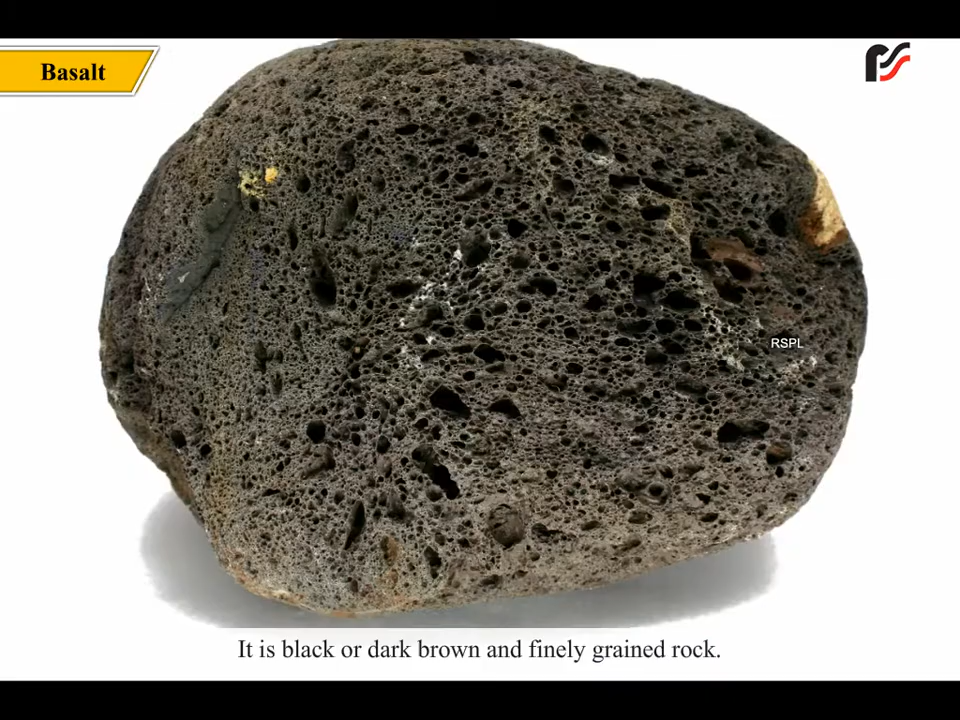 Basalt
RSPL
It is black or dark brown and finely grained rock.